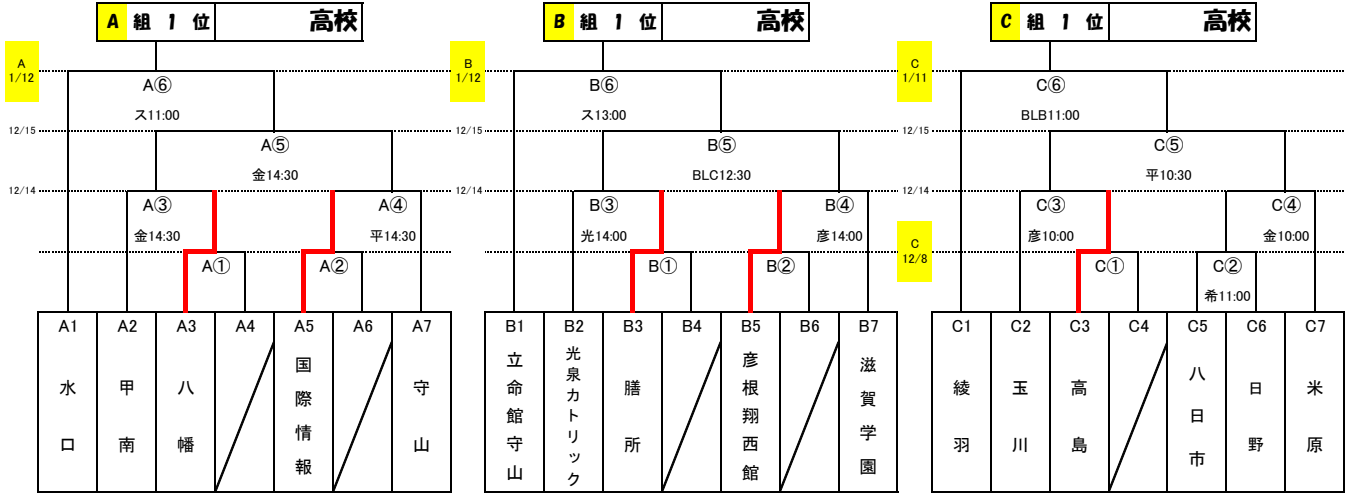 A 組 1 位 高校
A
1/12
A⑥
ス11:00
12/15
A⑤
金14:30
12/14
A③
金14:30
A④
平14:30
A①
A②
A1 A2 A3 A4 A5 A6 A7
水口
甲南
八幡
国際情報
守山
B 組 1 位 高校
B
1/12
B⑥
ス13:00
12/15
B⑤
BLC12:30
12/14
B③
光14:00
B④
彦14:00
B①
B②
B1 B2 B3 B4 B5 B6 B7
立命館守山
光泉カトリック
膳所
彦根翔西館
滋賀学園
C 組 1 位 高校
C
1/11
C⑥
BLB11:00
12/15
C⑤
平10:30
12/14
C③
彦10:00
C④
金10:00
C
12/8
C①
C②
希11:00
C1 C2 C3 C4 C5 C6 C7
綾羽
玉川
高島
八日市
日野
米原